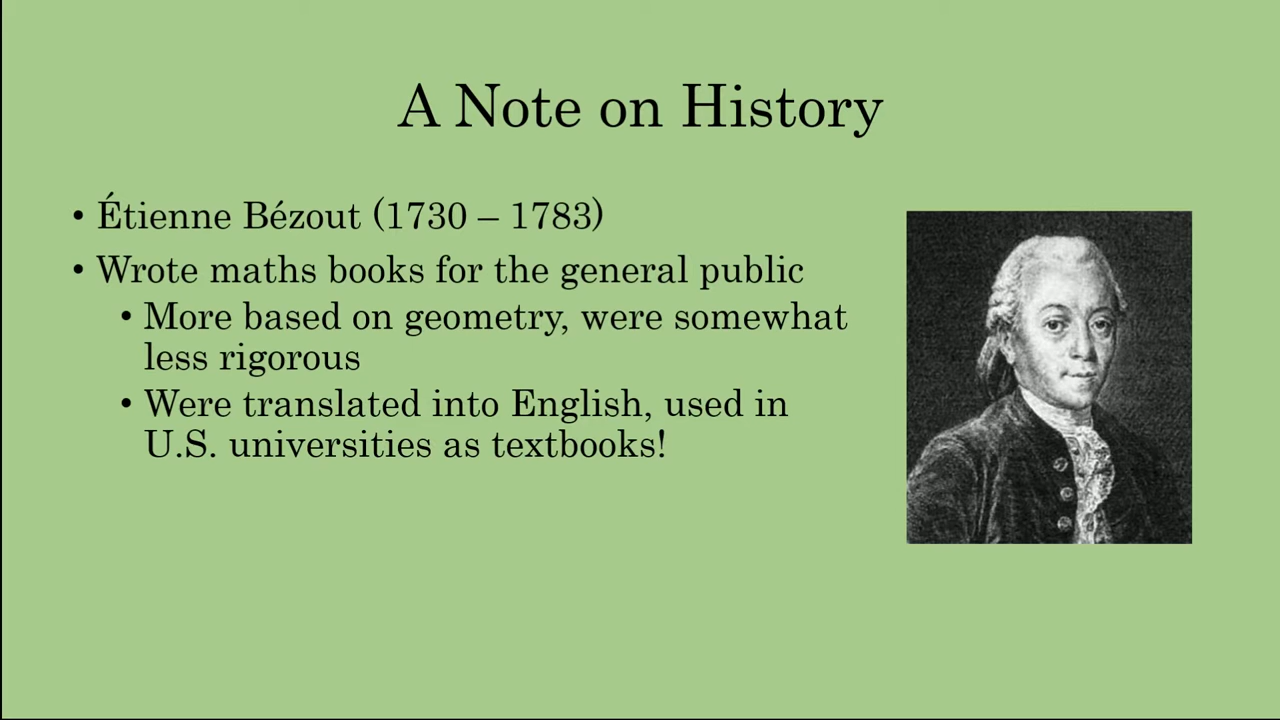 A Note on History
• Étienne Bézout (1730 – 1783)
• Wrote maths books for the general public
• More based on geometry, were somewhat
less rigorous
• Were translated into English, used in
U.S. universities as textbooks!